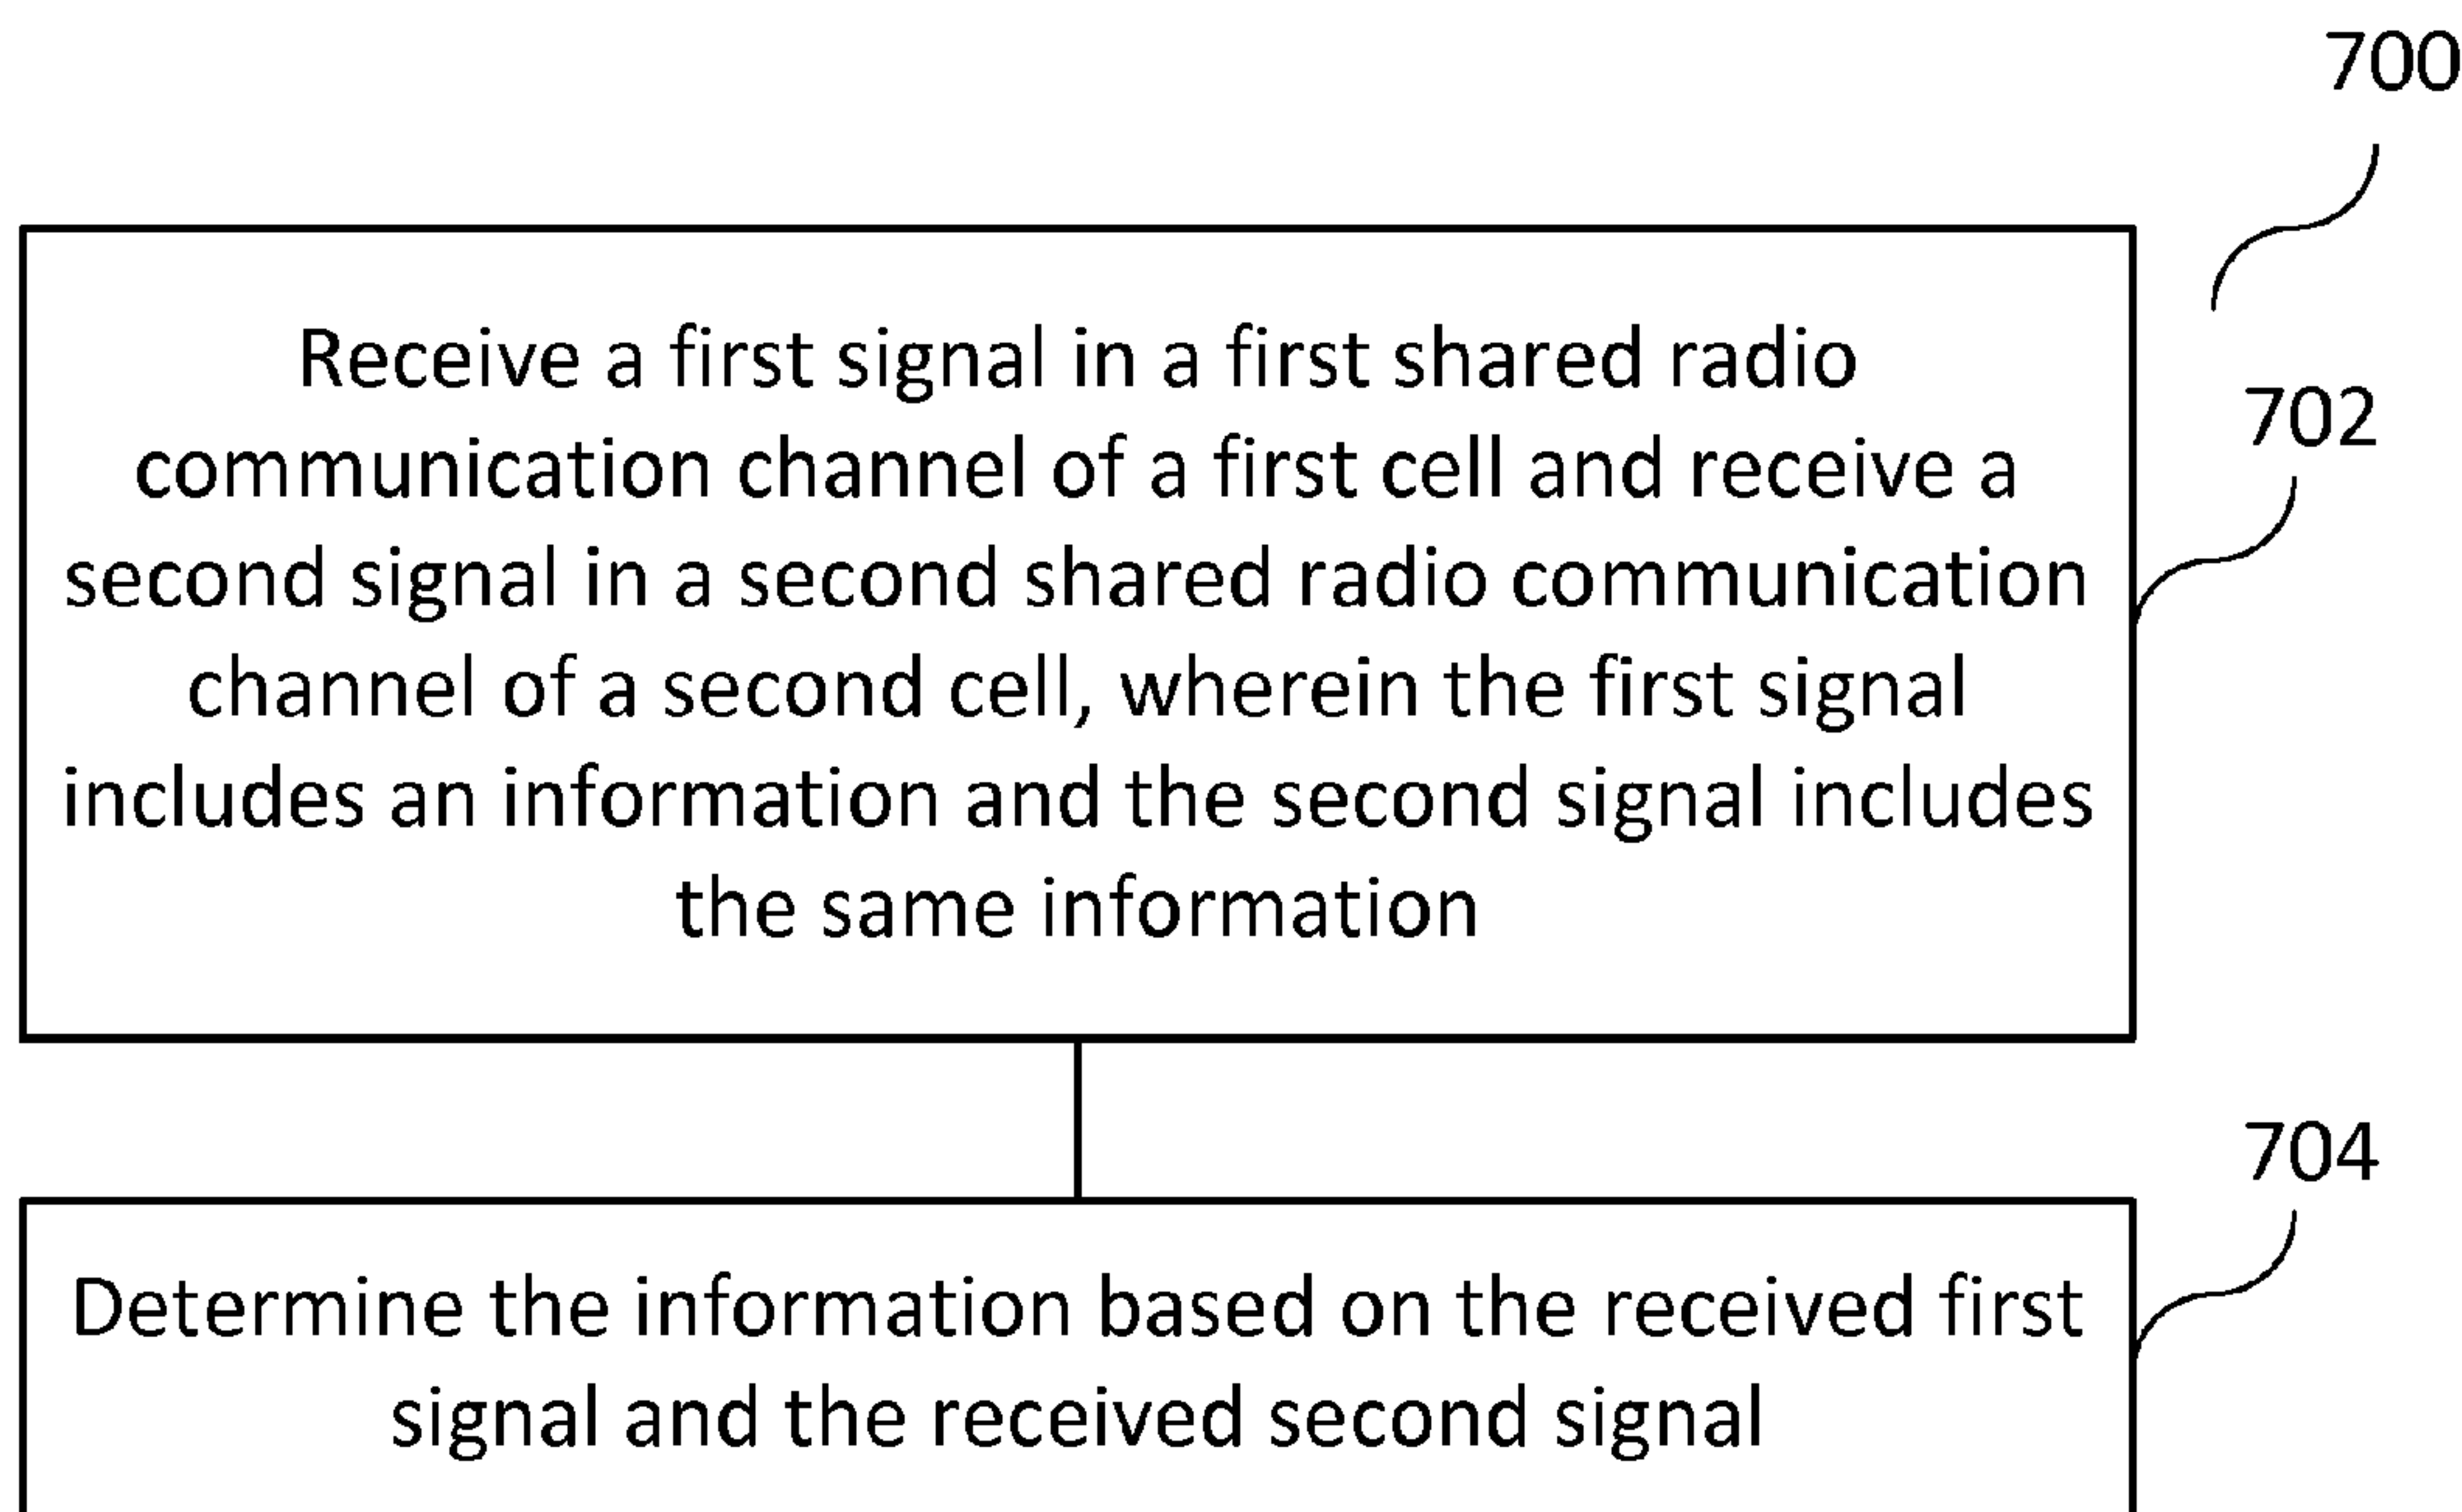 700
Receive a first signal in a first shared radio
702
communication channel of a first cell and receive a
second signal in a second shared radio communication
channel of a second cell, wherein the first signal
includes an information and the second signal includes
the same information
704
Determine the information based on the received first
signal and the received second signal